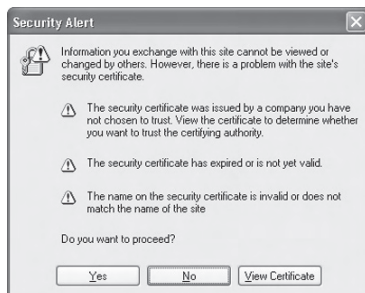 Security Alert
Information you exchange with this site cannot be viewed or
changed by others. However, there is a problem with the site's
security certificate.
The security certificate was issued by a company you have
not chosen to trust. View the certificate to determine whether
you want to trust the certifying authority.
The security certificate has expired or is not yet valid.
The name on the security certificate is invalid or does not
match the name of the site
Do you want to proceed?
Yes No View Certificate